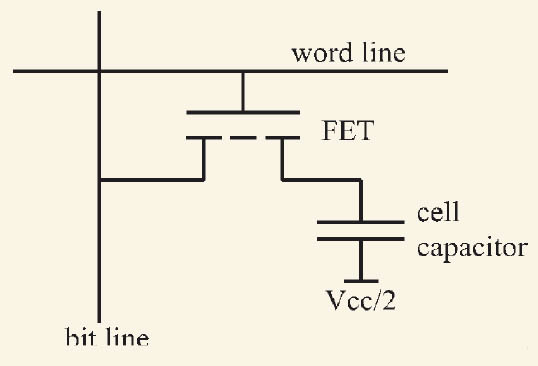 word line
FET
cell
capacitor
Vcc/2
bit line